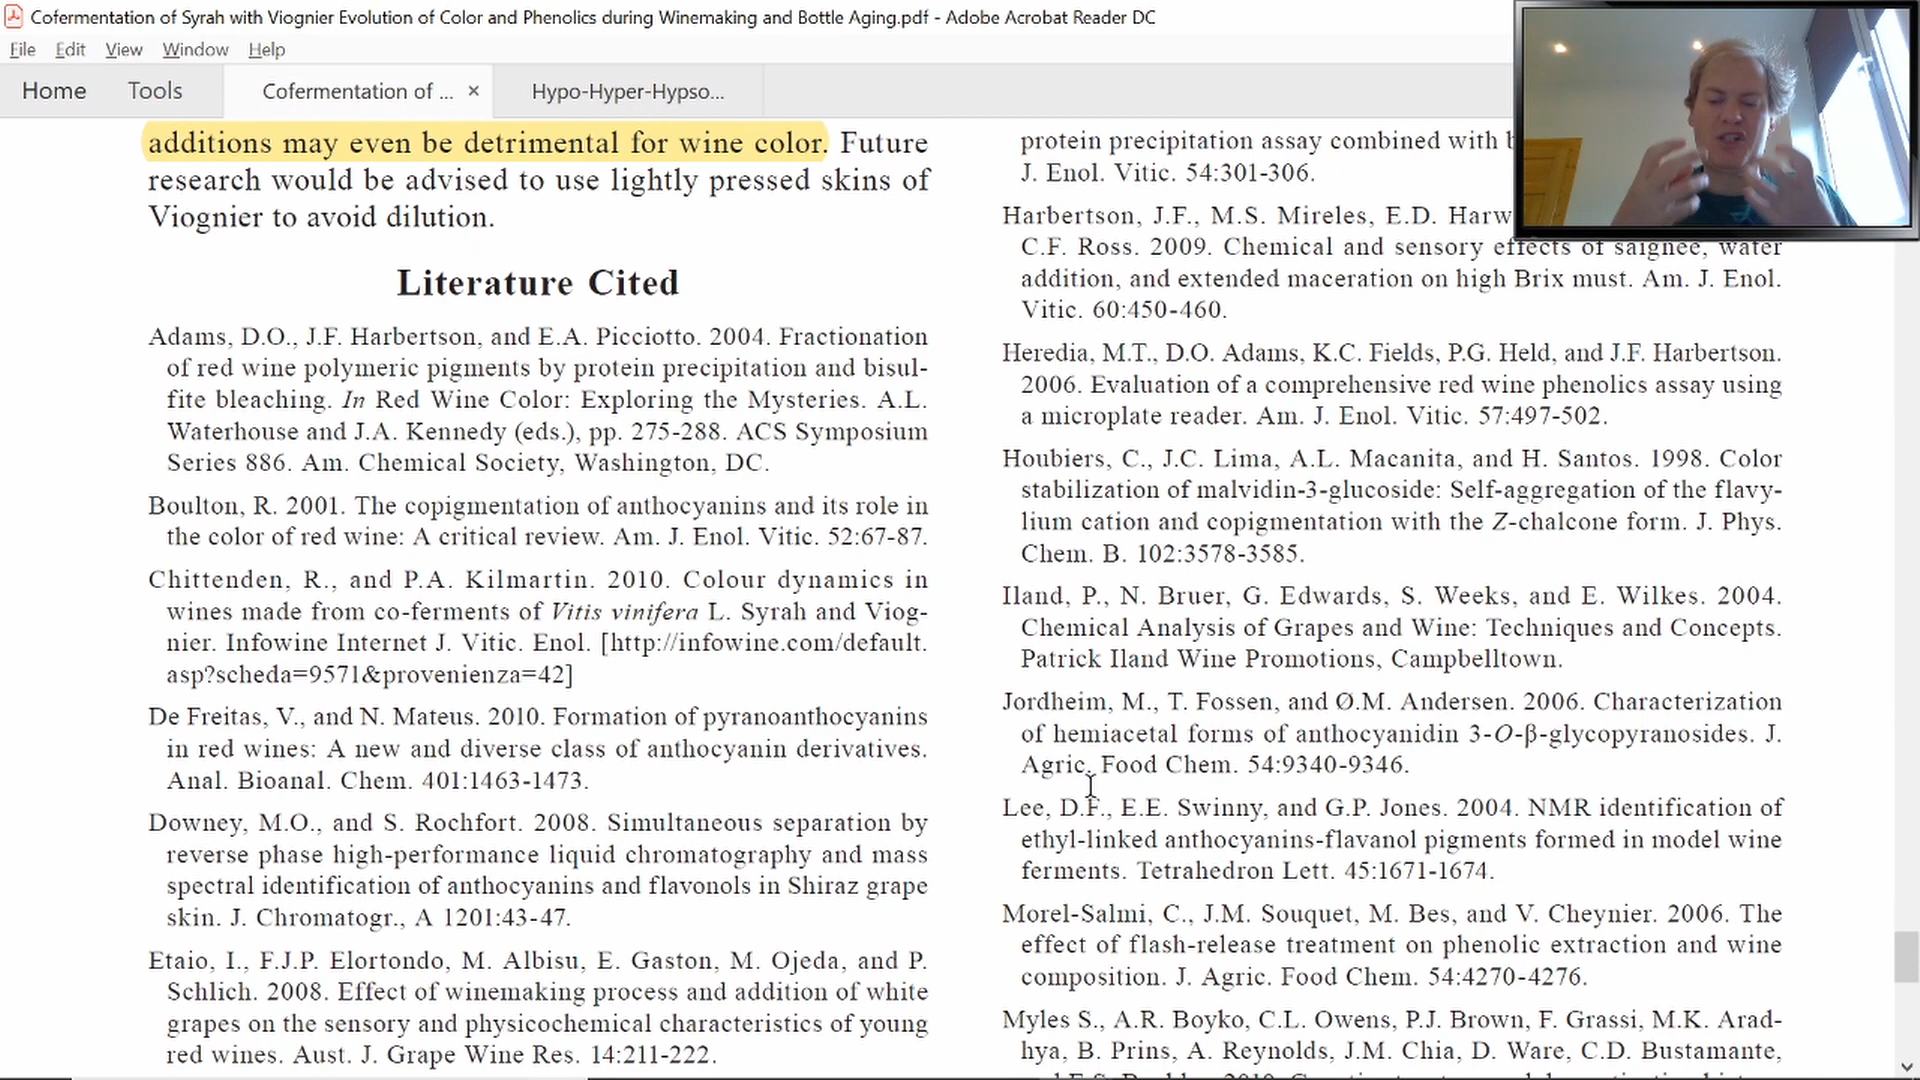 Cofermentation of Syrah with Viognier Evolution of Color and Phenolics during Winemaking and Bottle Aging.pdf - Adobe Acrobat Reader DC
File Edit View Window Help
Home Tools Cofermentation of ... × Hypo-Hyper-Hypso...
additions may even be detrimental for wine color. Future
research would be advised to use lightly pressed skins of
Viognier to avoid dilution.
Literature Cited
Adams, D.O., J.F. Harbertson, and E.A. Picciotto. 2004. Fractionation
of red wine polymeric pigments by protein precipitation and bisul-
fite bleaching. In Red Wine Color: Exploring the Mysteries. A.L.
Waterhouse and J.A. Kennedy (eds.), pp. 275-288. ACS Symposium
Series 886. Am. Chemical Society, Washington, DC.
Boulton, R. 2001. The copigmentation of anthocyanins and its role in
the color of red wine: A critical review. Am. J. Enol. Vitic. 52:67-87.
Chittenden, R., and P.A. Kilmartin. 2010. Colour dynamics in
wines made from co-ferments of Vitis vinifera L. Syrah and Viog-
nier. Infowine Internet J. Vitic. Enol. [http://infowine.com/default.
asp?scheda=9571&provenienza=42]
De Freitas, V., and N. Mateus. 2010. Formation of pyranoanthocyanins
in red wines: A new and diverse class of anthocyanin derivatives.
Anal. Bioanal. Chem. 401:1463-1473.
Downey, M.O., and S. Rochfort. 2008. Simultaneous separation by
reverse phase high-performance liquid chromatography and mass
spectral identification of anthocyanins and flavonols in Shiraz grape
skin. J. Chromatogr., A 1201:43-47.
Etaio, I., F.J.P. Elortondo, M. Albisu, E. Gaston, M. Ojeda, and P.
Schlich. 2008. Effect of winemaking process and addition of white
grapes on the sensory and physicochemical characteristics of young
red wines. Aust. J. Grape Wine Res. 14:211-222.
protein precipitation assay combined with
J. Enol. Vitic. 54:301-306.
Harbertson, J.F., M.S. Mireles, E.D.
C.F. Ross. 2009. Chemical and sensory effects of saignee, water
addition, and extended maceration on high Brix must. Am. J. Enol.
Vitic. 60:450-460.
Heredia, M.T., D.O. Adams, K.C. Fields, P.G. Held, and J.F. Harbertson.
2006. Evaluation of a comprehensive red wine phenolics assay using
a microplate reader. Am. J. Enol. Vitic. 57:497-502.
Houbiers, C., J.C. Lima, A.L. Macanita, and H. Santos. 1998. Color
stabilization of malvidin-3-glucoside: Self-aggregation of the flavy-
lium cation and copigmentation with the Z-chalcone form. J. Phys.
Chem. B. 102:3578-3585.
Iland, P., N. Bruer, G. Edwards, S. Weeks, and E. Wilkes. 2004.
Chemical Analysis of Grapes and Wine: Techniques and Concepts.
Patrick Iland Wine Promotions, Campbelltown.
Jordheim, M., T. Fossen, and Ø.M. Andersen. 2006. Characterization
of hemiacetal forms of anthocyanidin 3-O-β-glycopyranosides. J.
Agric. Food Chem. 54:9340-9346.
Lee, D.F., E.E. Swinny, and G.P. Jones. 2004. NMR identification of
ethyl-linked anthocyanins-flavanol pigments formed in model wine
ferments. Tetrahedron Lett. 45:1671-1674.
Morel-Salmi, C., J.M. Souquet, M. Bes, and V. Cheynier. 2006. The
effect of flash-release treatment on phenolic extraction and wine
composition. J. Agric. Food Chem. 54:4270-4276.
Myles S., A.R. Boyko, C.L. Owens, P.J. Brown, F. Grassi, M.K. Arad-
hya, B. Prins, A. Reynolds, J.M. Chia, D. Ware, C.D. Bustamante,